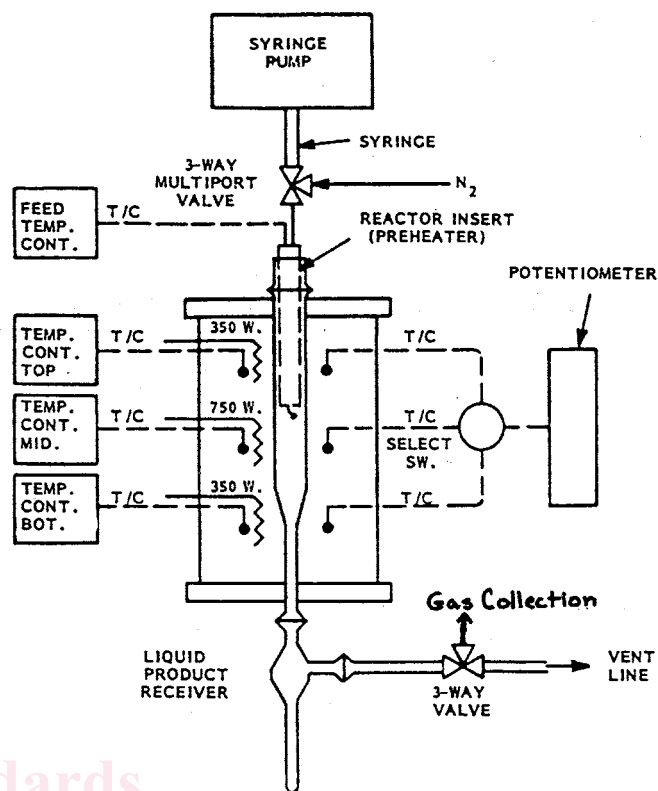 SYRINGE
PUMP
SYRINGE
3-WAY
MULTIPORT
VALVE
N2
FEED
TEMP.
CONT.
T/C
REACTOR INSERT
(PREHEATER)
POTENTIOMETER
TEMP.
CONT.
TOP
T/C
350 W.
T/C
TEMP.
CONT.
MID.
T/C
750 W.
T/C
SELECT
SW.
TEMP.
CONT.
BOT.
T/C
350 W.
T/C
Gas Collection
LIQUID
PRODUCT
RECEIVER
3-WAY
VALVE
VENT
LINE
dards